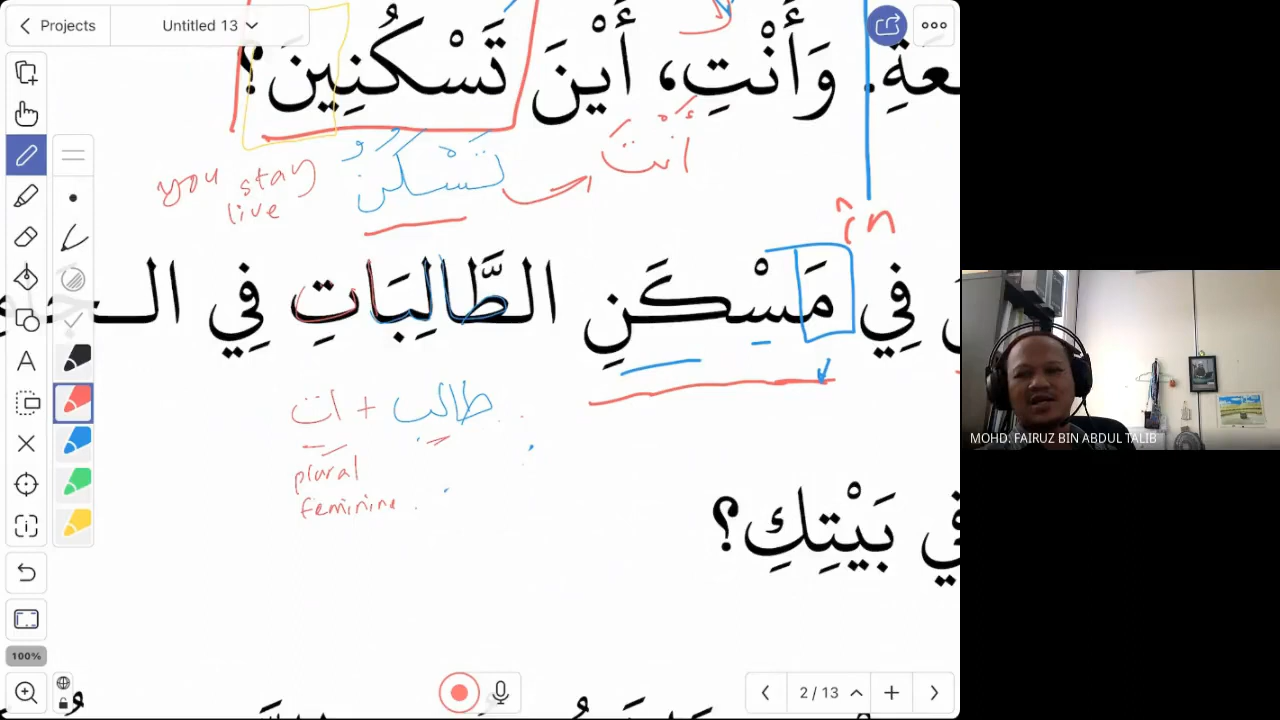 Projects
Untitled 13
عَةِ. وَأَنْتِ، أَيْنَ تَسْكُنِينَ؟
أَنْتَ
تَسْكُنُ
you stay
live
in
فِي مَسْكَنِ الطَّالِبَاتِ فِي الـ
طالب + ات
plural
feminine.
فِي بَيْتِكِ؟
MOHD. FAIRUZ BIN ABDUL TALIB
A
100%
2 / 13